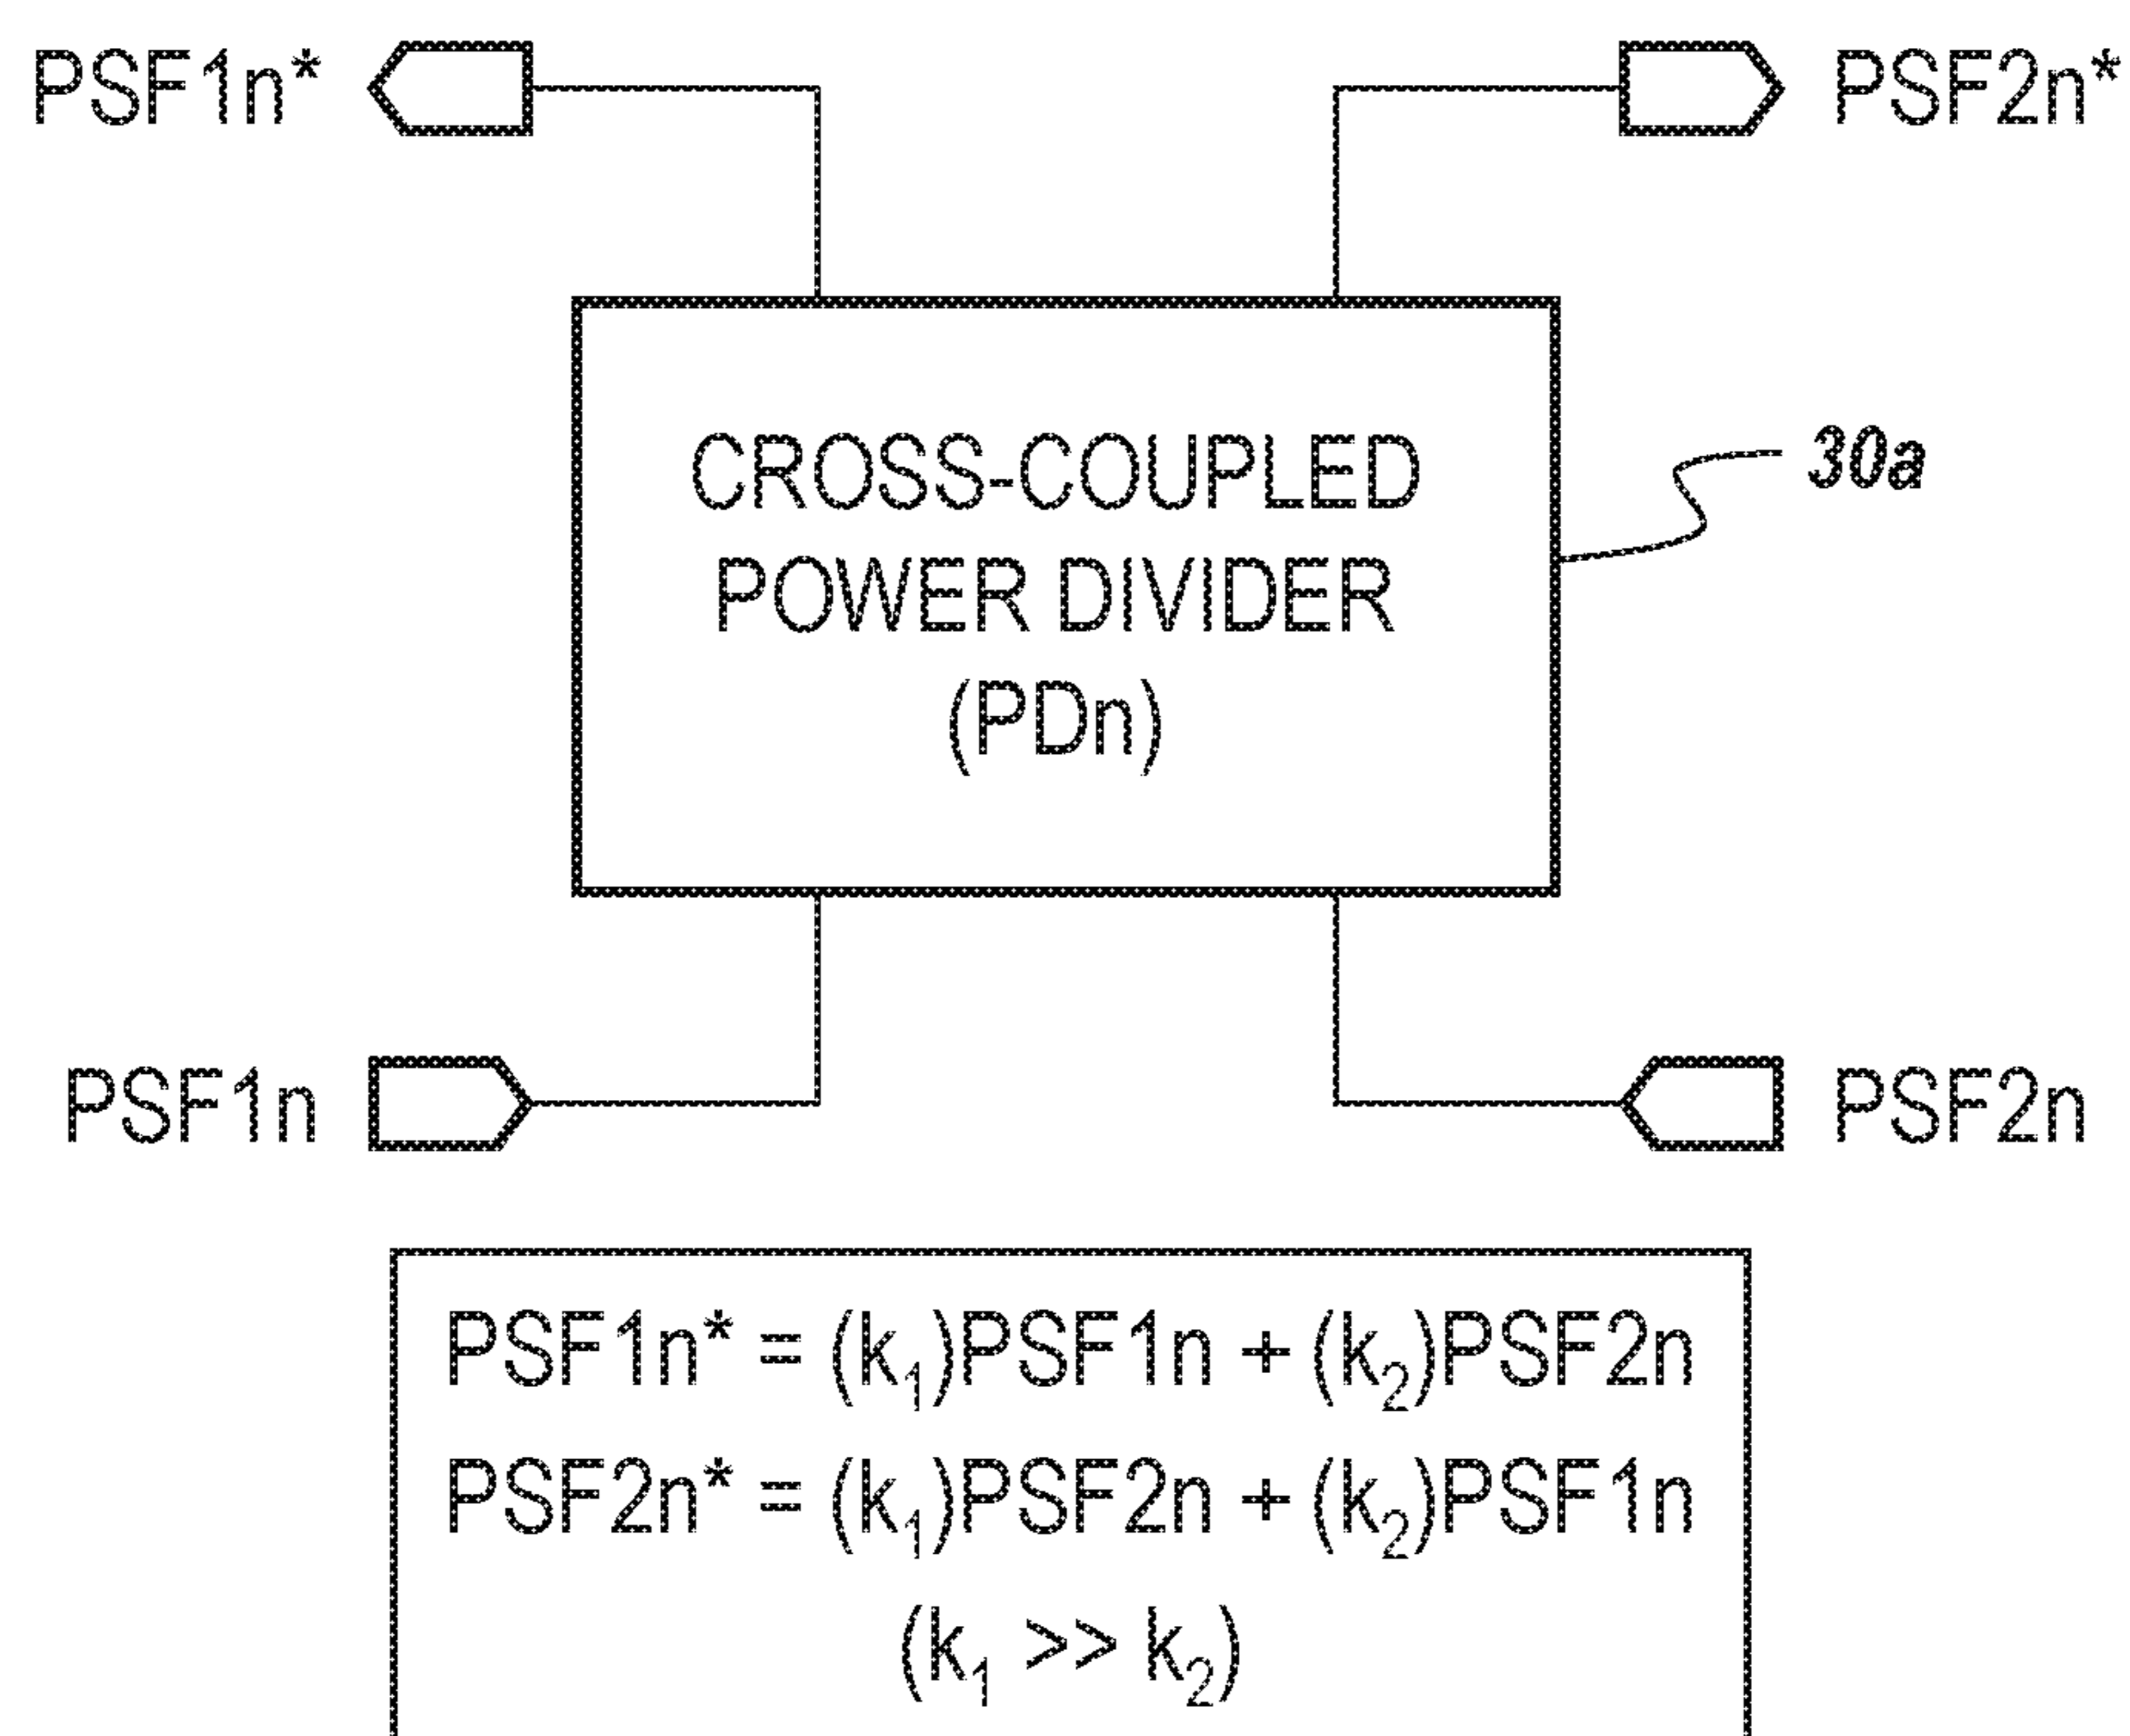 PSF1n*
PSF2n*
CROSS-COUPLED
POWER DIVIDER
(PDn)
30a
PSF1n
PSF2n
PSF1n* = (k₁)PSF1n + (k₂)PSF2n
PSF2n* = (k₁)PSF2n + (k₂)PSF1n
(k₁ >> k₂)